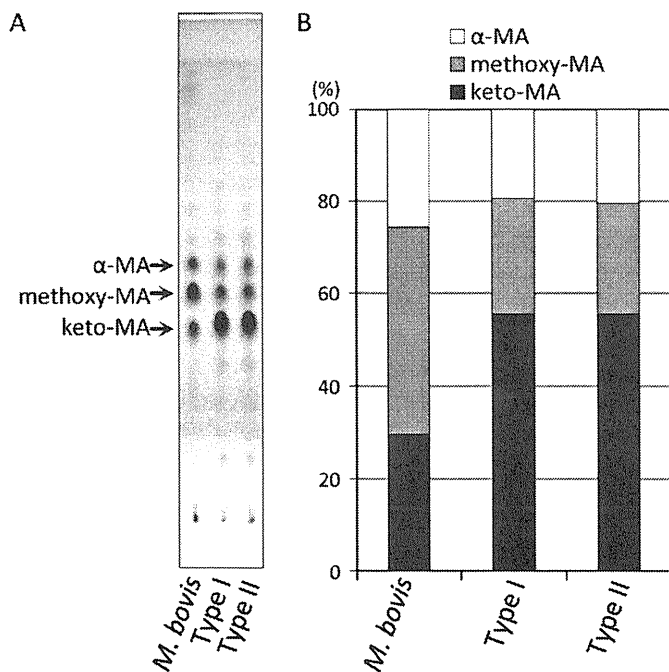 A
B
α-MA
methoxy-MA
keto-MA
(%)
100
80
60
40
20
0
α-MA
methoxy-MA
keto-MA
M. bovis
Type I
Type II
M. bovis
Type I
Type II